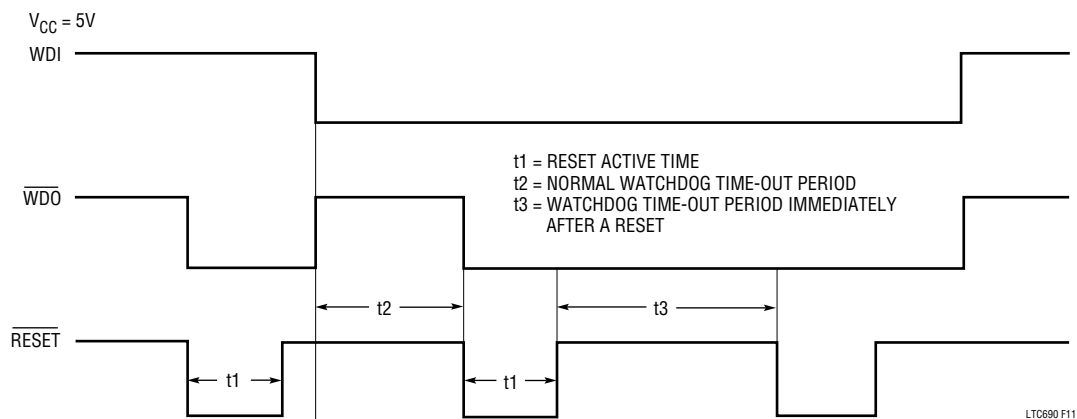 V_CC = 5V
WDI
t1 = RESET ACTIVE TIME
t2 = NORMAL WATCHDOG TIME-OUT PERIOD
t3 = WATCHDOG TIME-OUT PERIOD IMMEDIATELY
AFTER A RESET
WDO
t2
t3
RESET
t1
t1
LTC690 F11